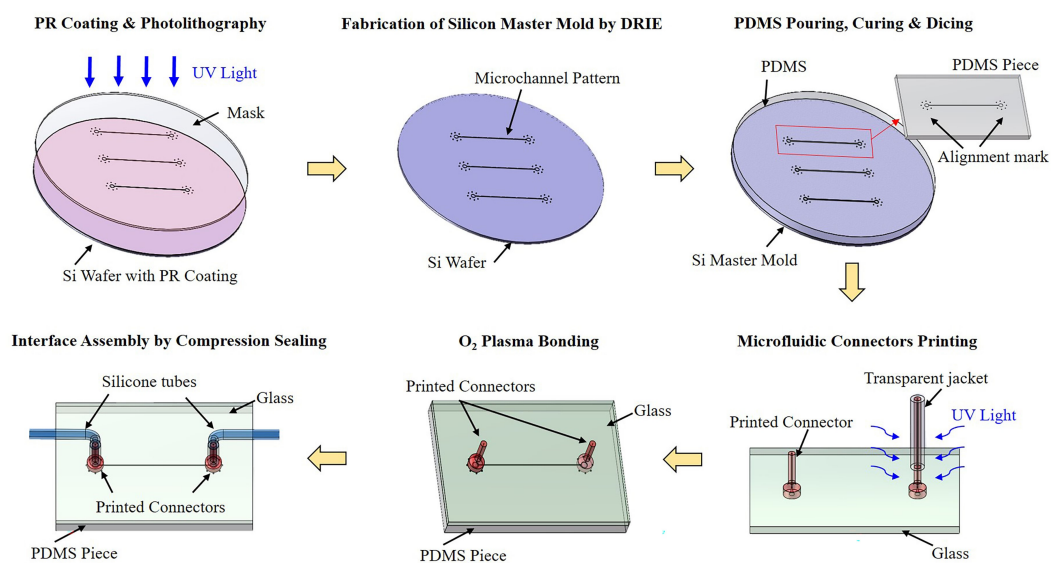 PR Coating & Photolithography
UV Light
Mask
Si Wafer with PR Coating
Fabrication of Silicon Master Mold by DRIE
Microchannel Pattern
Si Wafer
PDMS Pouring, Curing & Dicing
PDMS
PDMS Piece
Alignment mark
Si Master Mold
Interface Assembly by Compression Sealing
Silicone tubes
Glass
Printed Connectors
PDMS Piece
O₂ Plasma Bonding
Printed Connectors
Glass
PDMS Piece
Microfluidic Connectors Printing
Transparent jacket
UV Light
Printed Connector
Glass